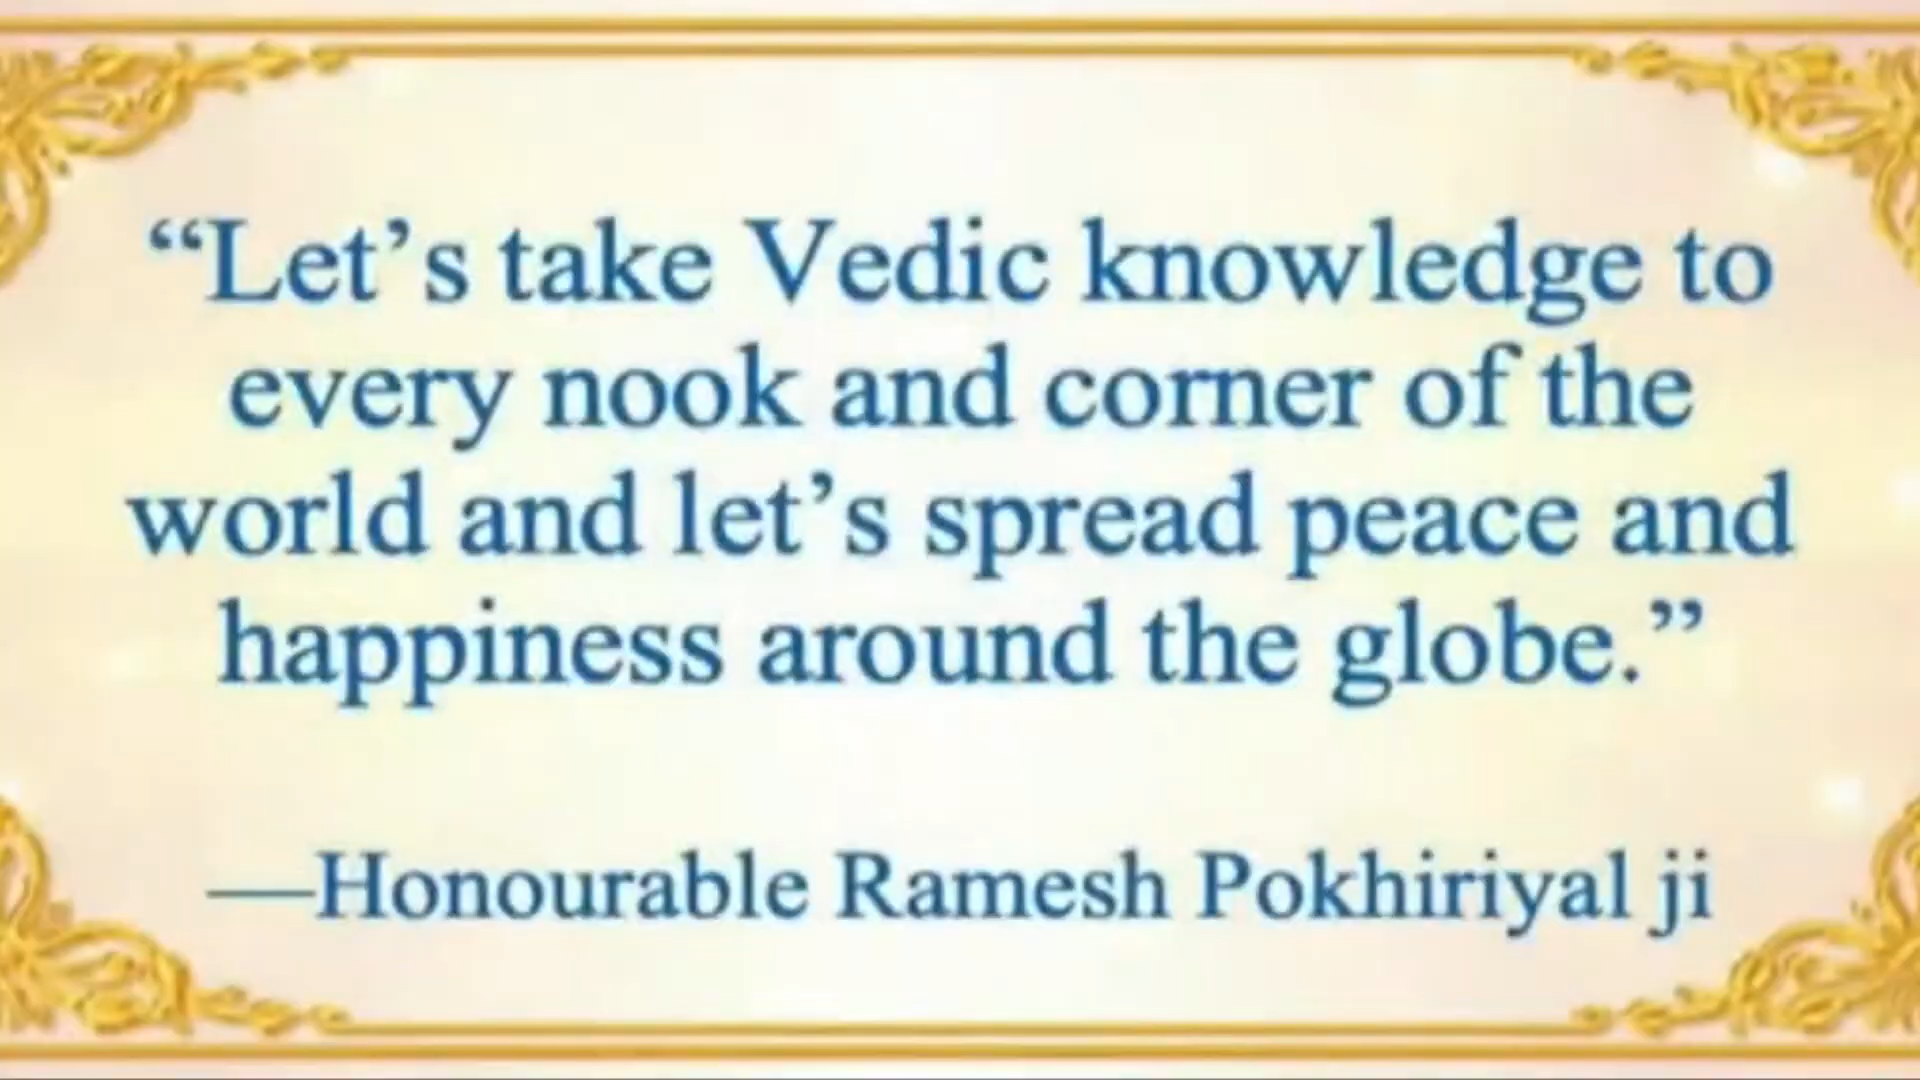 “Let’s take Vedic knowledge to
every nook and corner of the
world and let’s spread peace and
happiness around the globe.”
—Honourable Ramesh Pokhiriyal ji